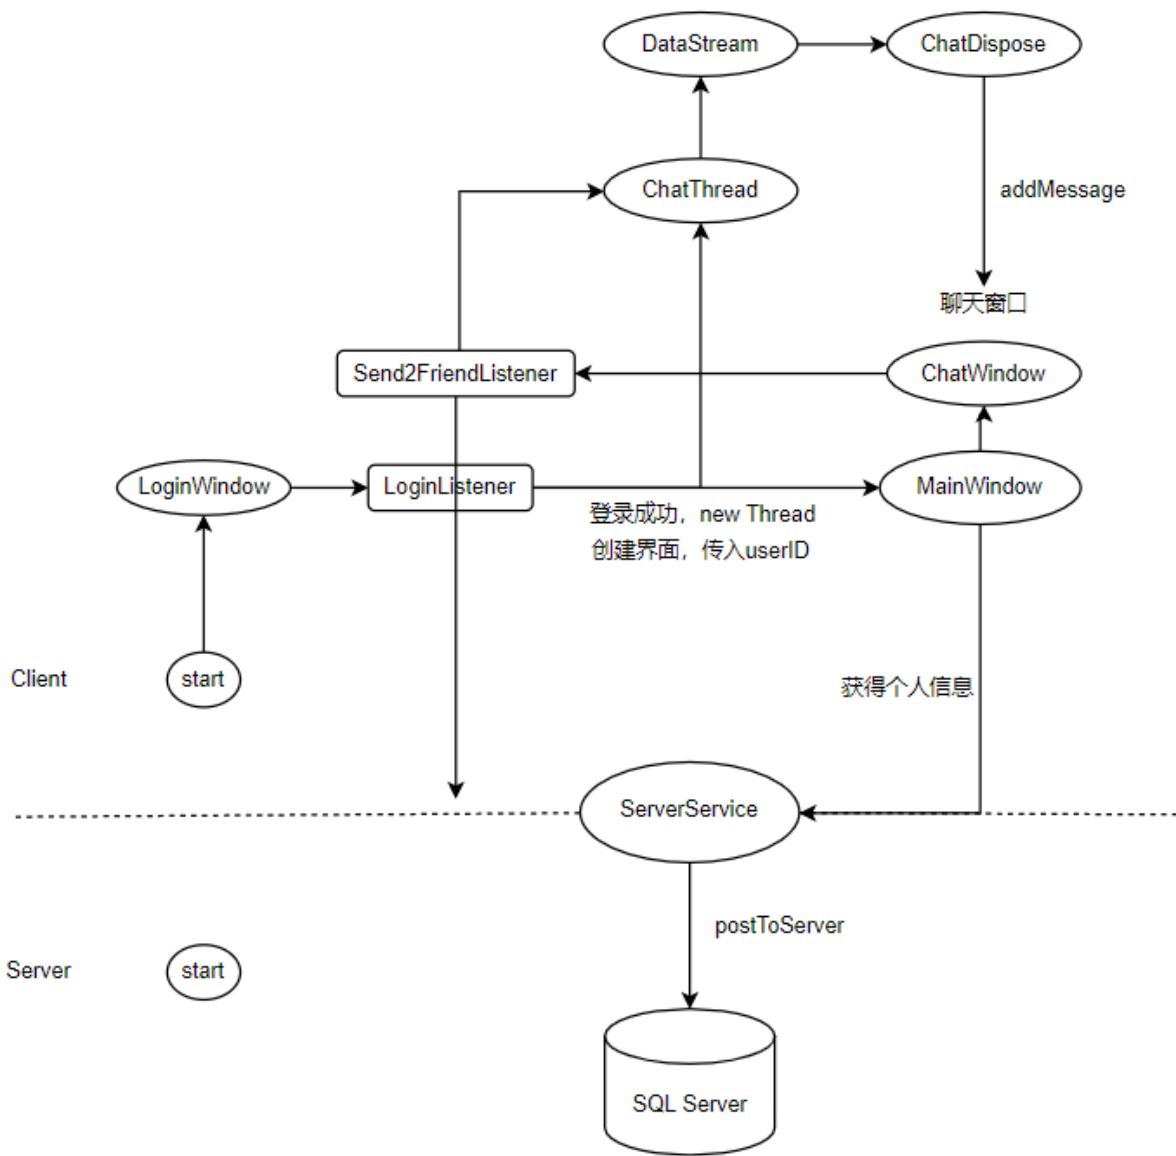 DataStream
ChatDispose
ChatThread
addMessage
聊天窗口
Send2FriendListener
ChatWindow
LoginWindow
LoginListener
MainWindow
登录成功，new Thread
创建界面，传入userID
Client
start
获得个人信息
ServerService
postToServer
Server
start
SQL Server